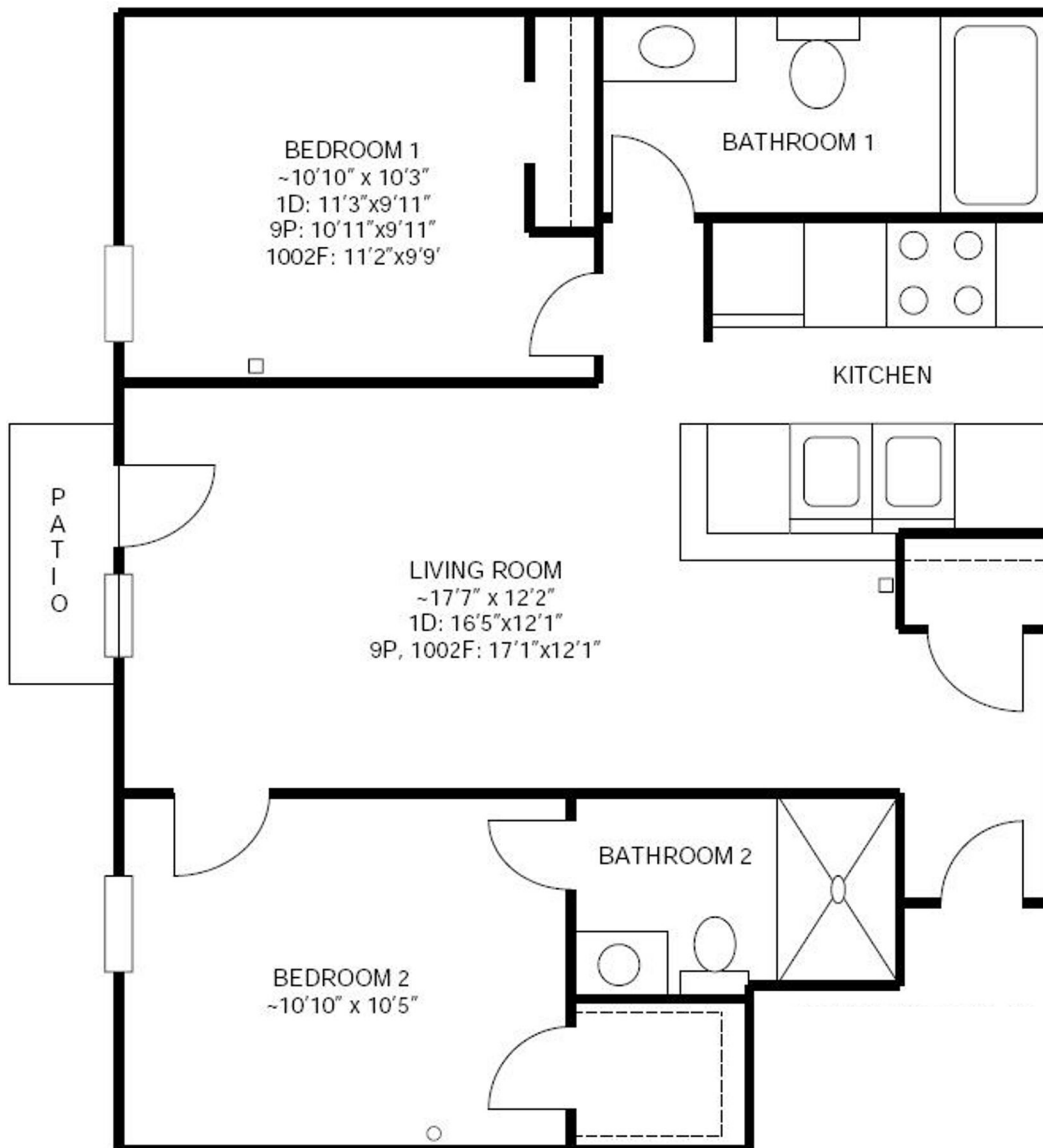 BEDROOM 1
~10'10" x 10'3"
1D: 11'3"x9'11"
9P: 10'11"x9'11"
1002F: 11'2"x9'9'
BATHROOM 1
KITCHEN
PATIO
LIVING ROOM
~17'7" x 12'2"
1D: 16'5"x12'1"
9P, 1002F: 17'1"x12'1"
BATHROOM 2
BEDROOM 2
~10'10" x 10'5"